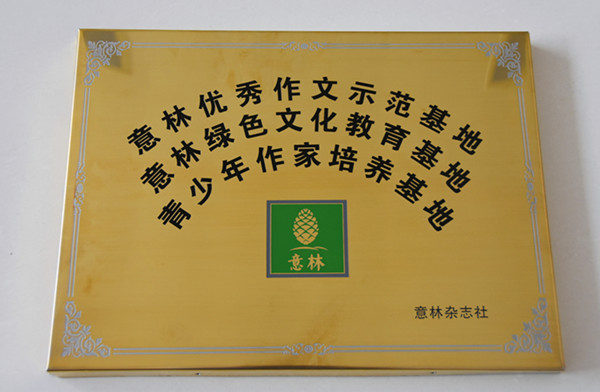 意林优秀作文示范基地
意林绿色文化教育基地
青少年作家培养基地
意林
意林杂志社